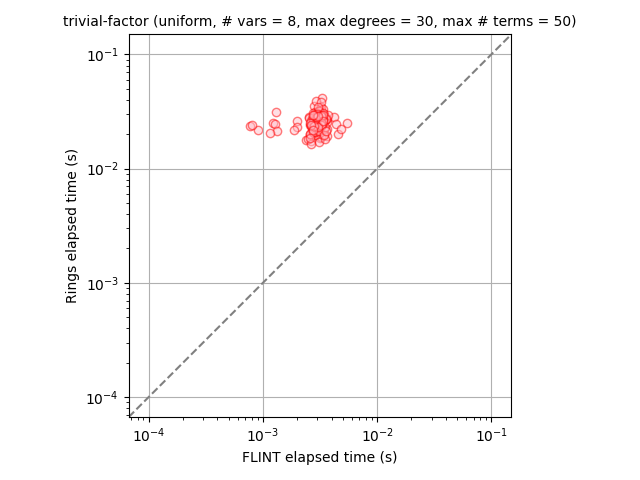 trivial-factor (uniform, # vars = 8, max degrees = 30, max # terms = 50)
10⁻¹
10⁻²
10⁻³
10⁻⁴
Rings elapsed time (s)
10⁻⁴ 10⁻³ 10⁻² 10⁻¹
FLINT elapsed time (s)